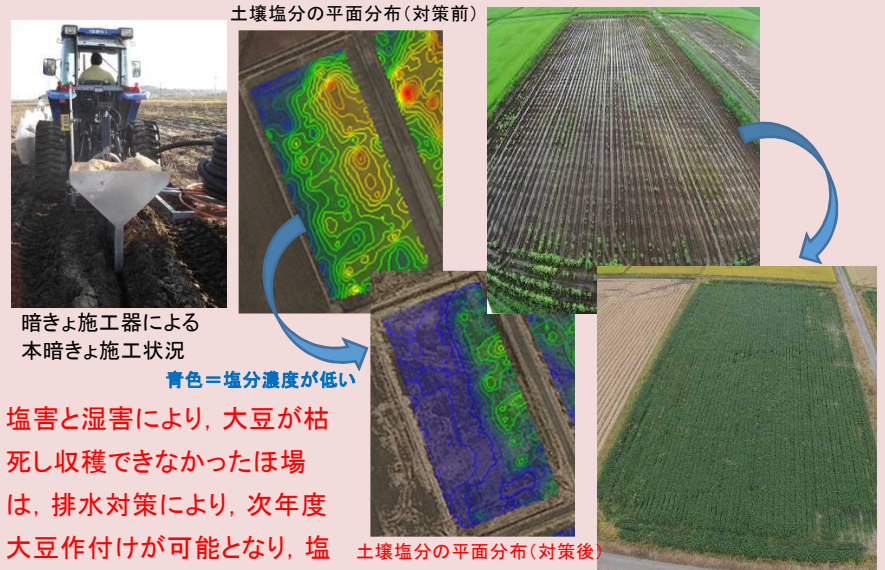 土壌塩分の平面分布(対策前)
ISEKI
暗きょ施工器による
本暗きょ施工状況
青色=塩分濃度が低い
塩害と湿害により,大豆が枯
死し収穫できなかったほ場
は,排水対策により,次年度
大豆作付けが可能となり,塩
土壌塩分の平面分布(対策後)